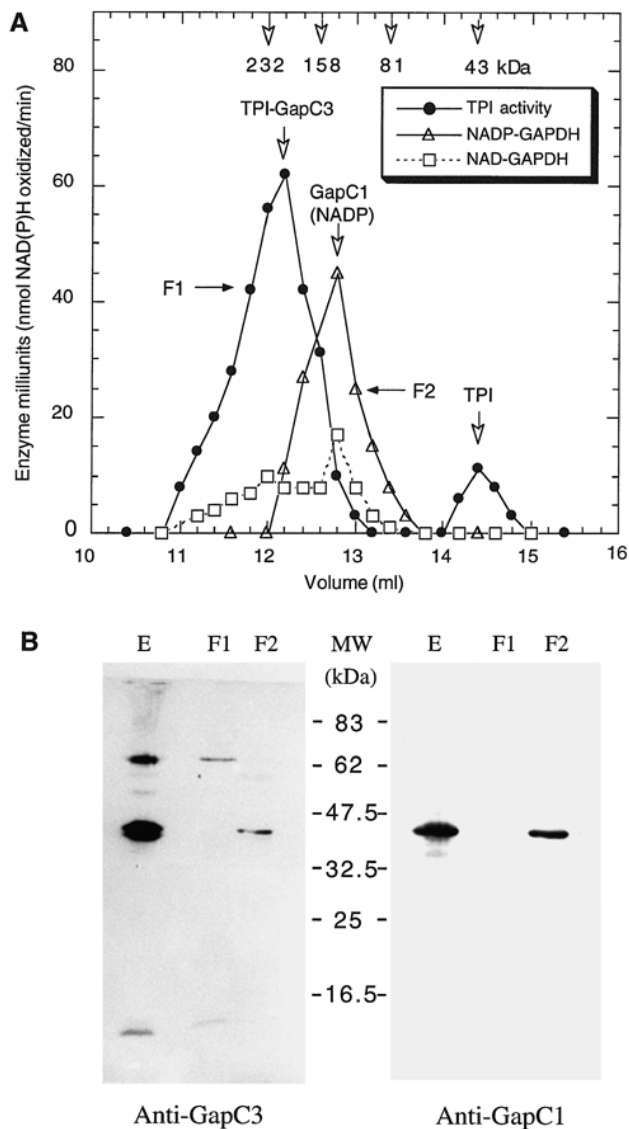 A
232 158 81 43 kDa
TPI-GapC3
TPI activity
NADP-GAPDH
NAD-GAPDH
GapC1
(NADP)
F1
F2
TPI
Enzyme milliunits (nmol NAD(P)H oxidized/min)
80
60
40
20
0
10 11 12 13 14 15 16
Volume (ml)
B
E F1 F2 MW E F1 F2
(kDa)
- 83
- 62
-47.5-
-32.5-
- 25 -
-16.5-
Anti-GapC3 Anti-GapC1